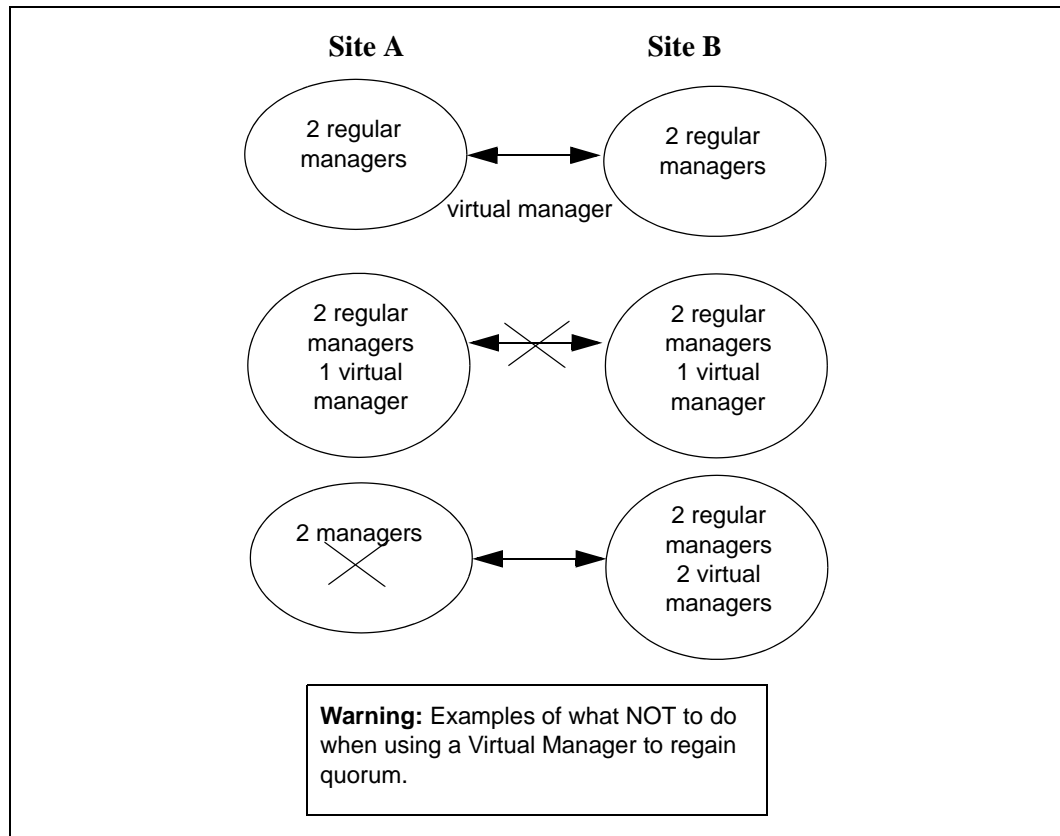 Site A
Site B
2 regular
managers
2 regular
managers
virtual manager
2 regular
managers
1 virtual
manager
2 regular
managers
1 virtual
manager
2 managers
2 regular
managers
2 virtual
managers
Warning: Examples of what NOT to do
when using a Virtual Manager to regain
quorum.